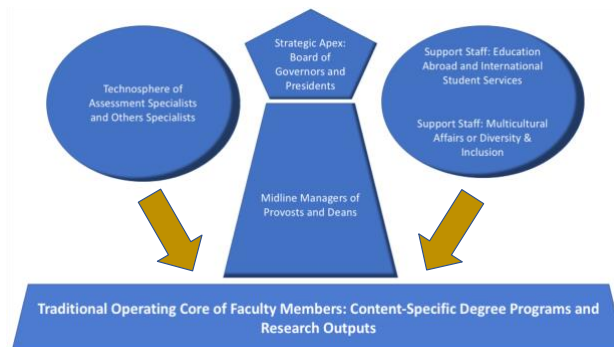 Technosphere of
Assessment Specialists
and Others Specialists
Strategic Apex:
Board of
Governors and
Presidents
Support Staff: Education
Abroad and International
Student Services
Support Staff: Multicultural
Affairs or Diversity &
Inclusion
Midline Managers of
Provosts and Deans
Traditional Operating Core of Faculty Members: Content-Specific Degree Programs and
Research Outputs